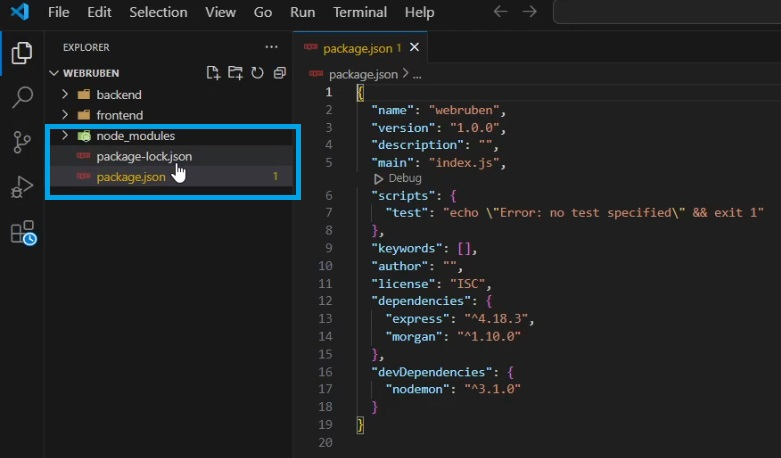 File Edit Selection View Go Run Terminal Help
EXPLORER
WEBRUBEN
backend
frontend
node_modules
package-lock.json
package.json 1
package.json 1
package.json > ...
1 {
2 "name": "webruben",
3 "version": "1.0.0",
4 "description": "",
5 "main": "index.js",
Debug
6 "scripts": {
7 "test": "echo \"Error: no test specified\" && exit 1"
8 },
9 "keywords": [],
10 "author": "",
11 "license": "ISC",
12 "dependencies": {
13 "express": "^4.18.3",
14 "morgan": "^1.10.0"
15 },
16 "devDependencies": {
17 "nodemon": "^3.1.0"
18 }
19 }
20